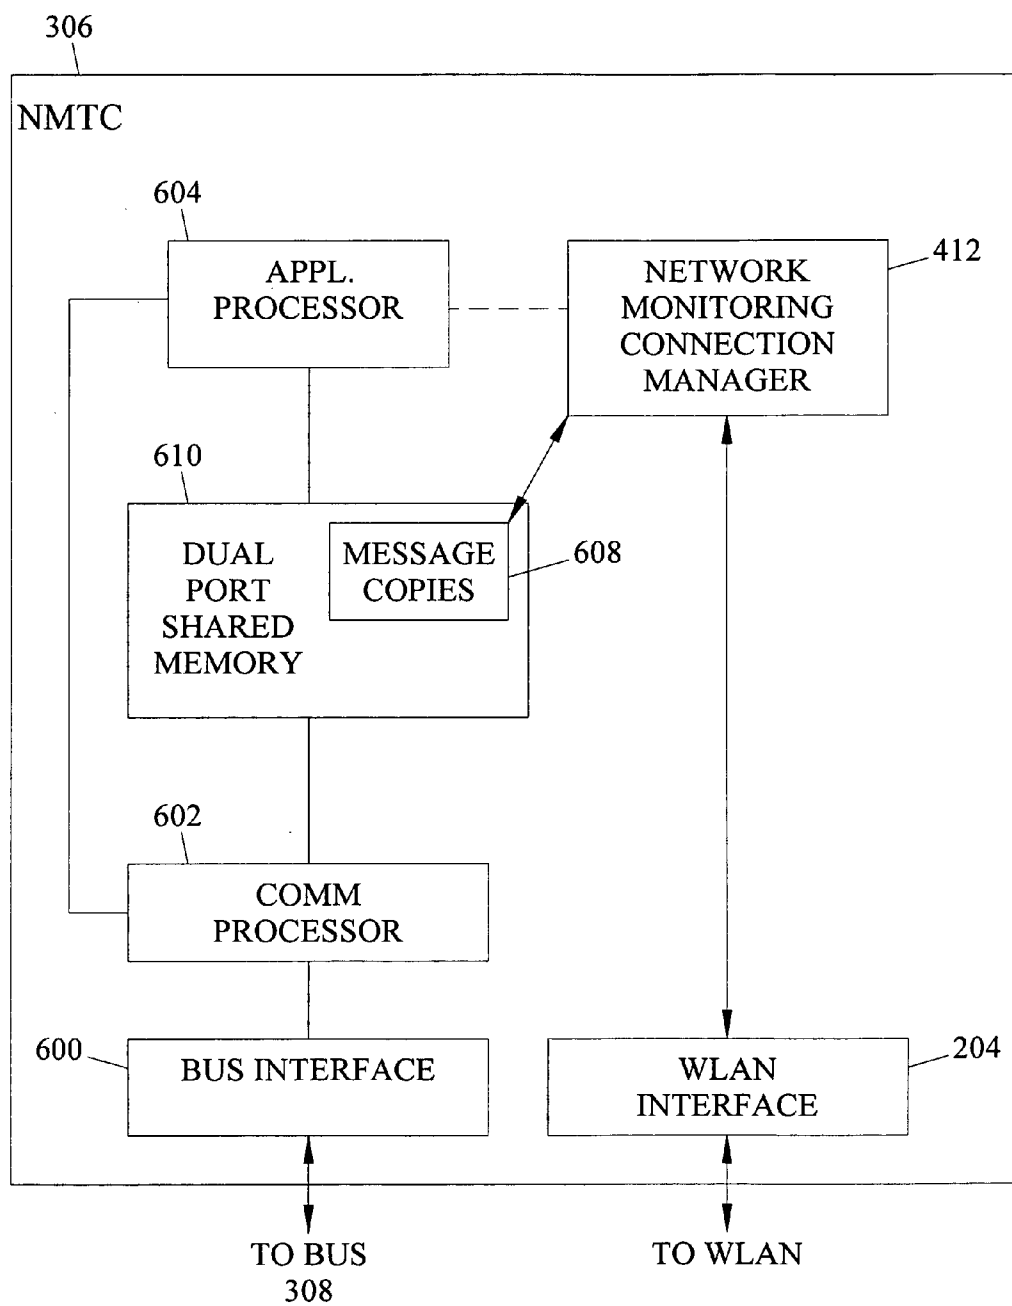 306
NMTC
604
APPL.
PROCESSOR
412
NETWORK
MONITORING
CONNECTION
MANAGER
610
DUAL
PORT
SHARED
MEMORY
MESSAGE
COPIES
608
602
COMM
PROCESSOR
600
BUS INTERFACE
204
WLAN
INTERFACE
TO BUS
308
TO WLAN